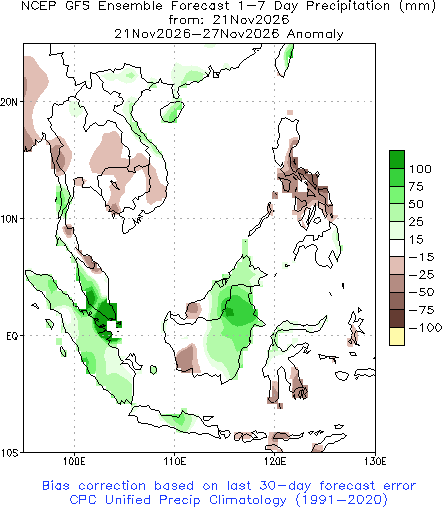 NCEP GFS Ensemble Forecast 1-7 Day Precipitation (mm)
from: 21Nov2026
21Nov2026-27Nov2026 Anomaly
20N
10N
EQ
10S
100E
110E
120E
130E
100
75
50
25
15
-15
-25
-50
-75
-100
Bias correction based on last 30-day forecast error
CPC Unified Precip Climatology (1991-2020)